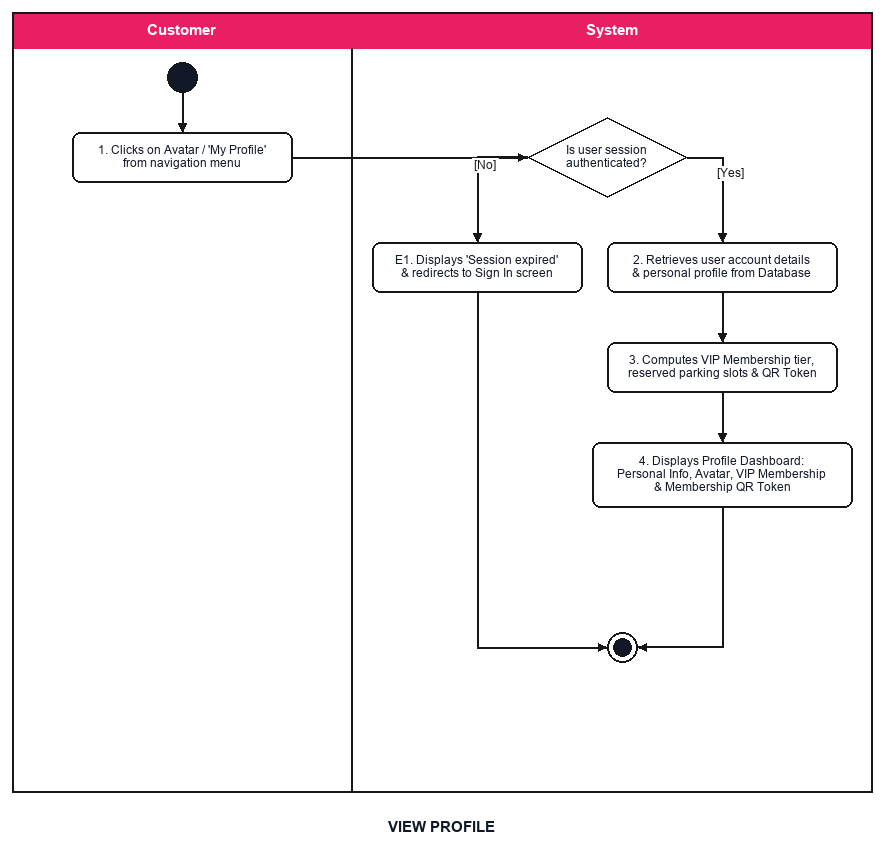 Customer
System
1. Clicks on Avatar / 'My Profile'
from navigation menu
Is user session
authenticated?
[No]
[Yes]
E1. Displays 'Session expired'
& redirects to Sign In screen
2. Retrieves user account details
& personal profile from Database
3. Computes VIP Membership tier,
reserved parking slots & QR Token
4. Displays Profile Dashboard:
Personal Info, Avatar, VIP Membership
& Membership QR Token
VIEW PROFILE